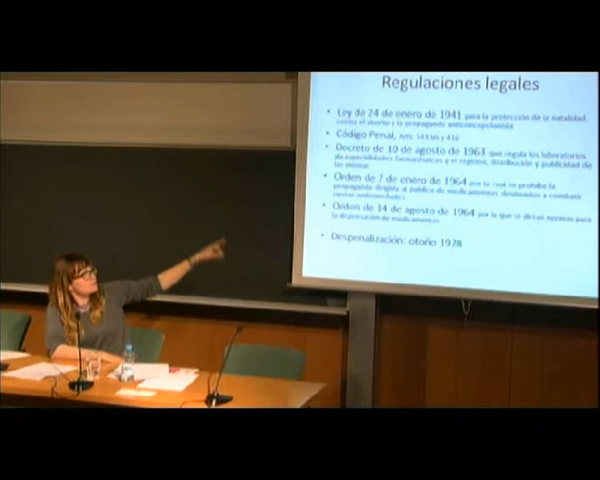 Regulaciones legales
• Ley de 24 de enero de 1941 para la protección de la natalidad,
contra el aborto y la propaganda anticoncepcionista
• Código Penal, Arts. 343 bis y 416
• Decreto de 10 de agosto de 1963 que regula los laboratorios
de especialidades farmacéuticas y el registro, distribución y publicidad de
las mismas
• Orden de 7 de enero de 1964 por la cual se prohíbe la
propaganda dirigida al público de medicamentos destinados a combatir
ciertas enfermedades
• Orden de 14 de agosto de 1964 por la que se dictan normas para
la dispensación de medicamentos
• Despenalización: otoño 1978